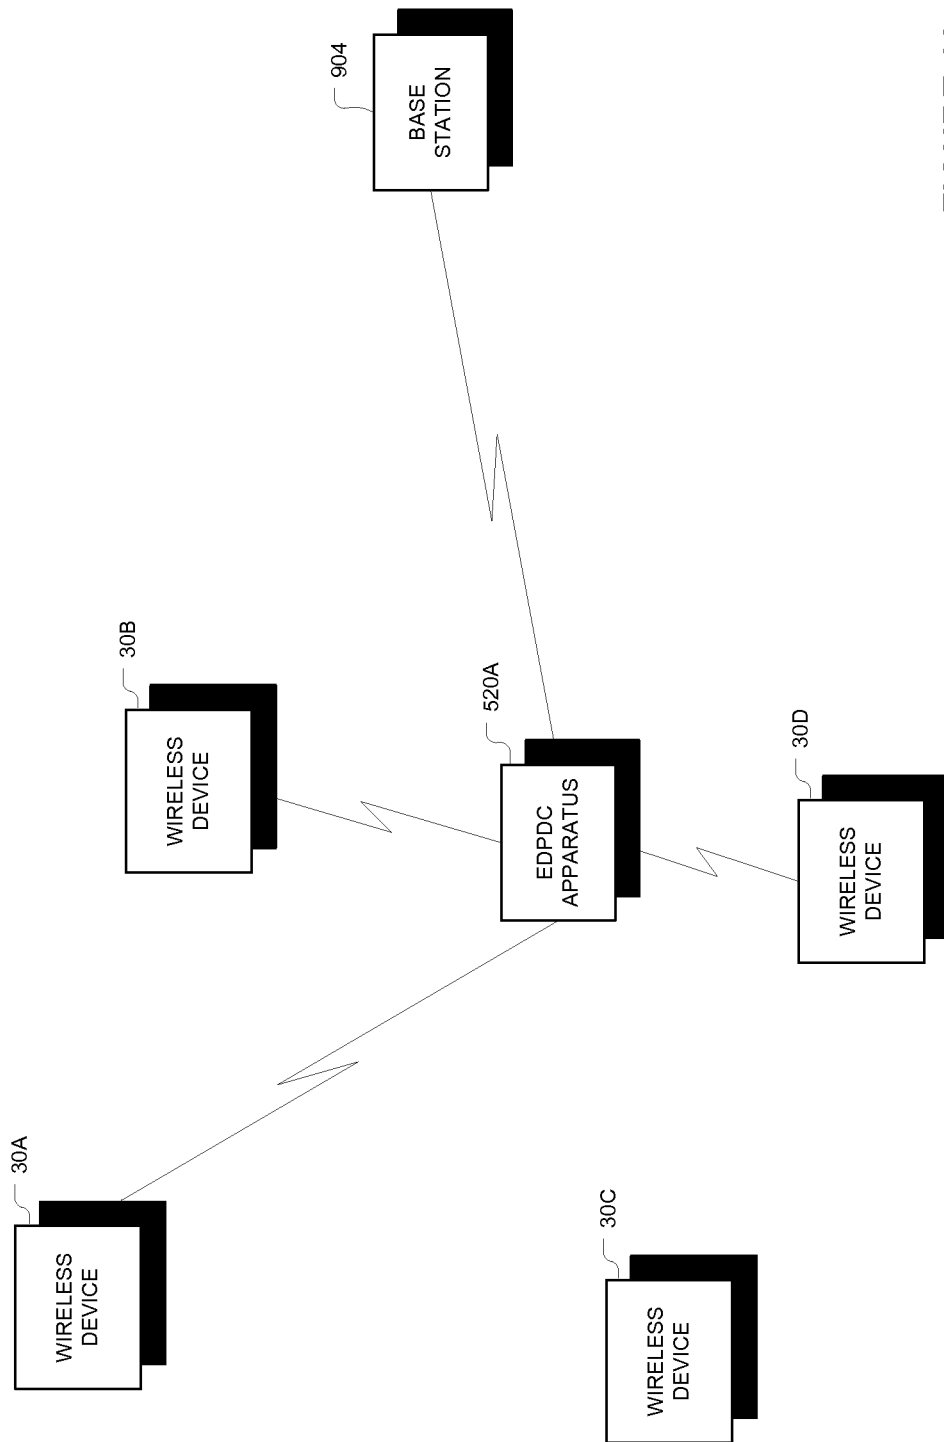 30A
WIRELESS
DEVICE
30B
WIRELESS
DEVICE
904
BASE
STATION
520A
EDPDC
APPARATUS
30C
WIRELESS
DEVICE
30D
WIRELESS
DEVICE